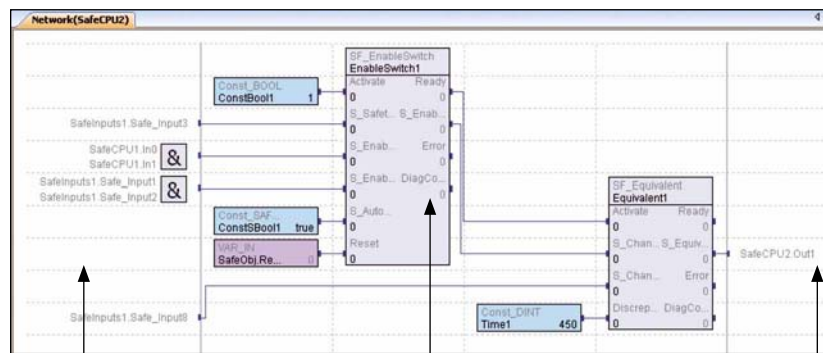 Network(SafeCPU2)
SF_EnableSwitch
EnableSwitch1
Activate Ready
0 0
Const_BOOL
ConstBool1 1
SafeInputs1.Safe_Input3
S_Safet... S_Enab...
0 0
SafeCPU1.In0
SafeCPU1.In1
&
S_Enab... Error
0 0
SafeInputs1.Safe_Input1
SafeInputs1.Safe_Input2
&
S_Enab... DiagCo...
0 0
Const_SAF...
ConstSBool1 true
S_Auto...
0
VAR_IN
SafeObj.Re... 0
Reset
0
SF_Equivalent
Equivalent1
Activate Ready
0 0
S_Chan... S_Equiv...
0 0
SafeCPU2.Out1
S_Chan... Error
0 0
SafeInputs1.Safe_Input8
Const_DINT
Time1 450
Discrep... DiagCo...
0 0